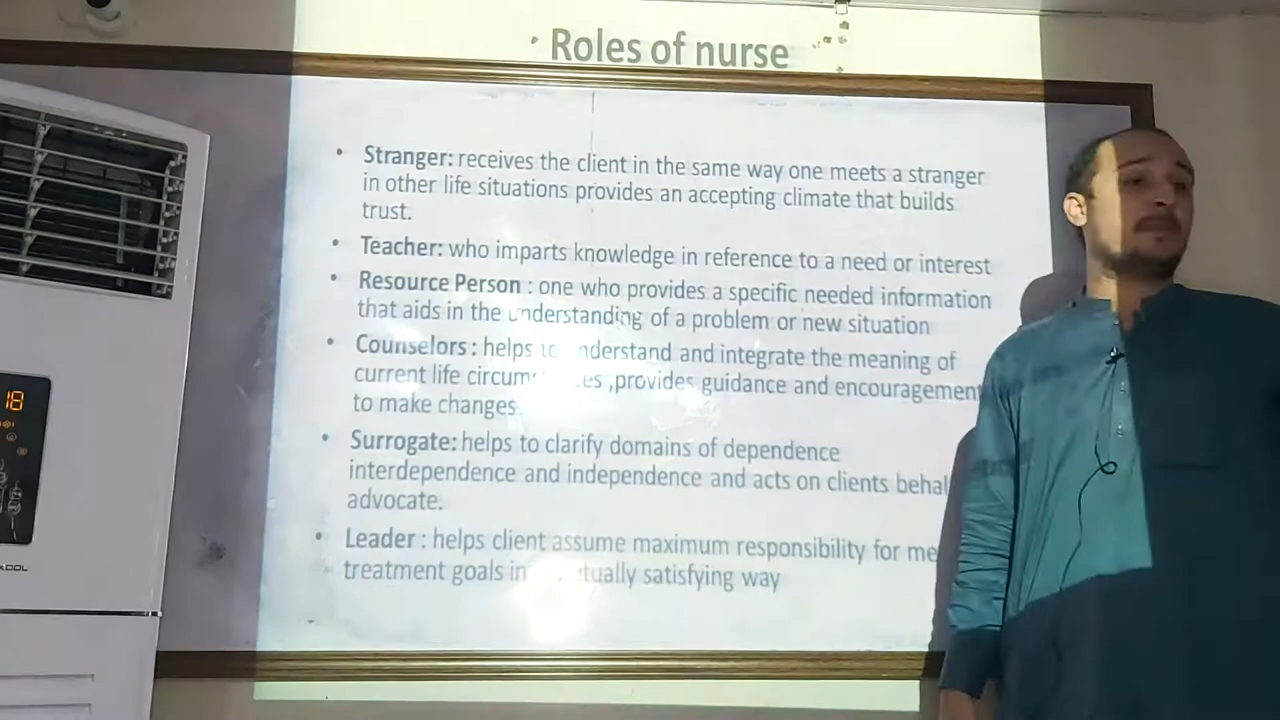 Roles of nurse
• Stranger: receives the client in the same way one meets a stranger
in other life situations provides an accepting climate that builds
trust.
• Teacher: who imparts knowledge in reference to a need or interest
• Resource Person : one who provides a specific needed information
that aids in the understanding of a problem or new situation
• Counselors : helps to understand and integrate the meaning of
current life ,provides guidance and encouragement
to make changes.
• Surrogate: helps to clarify domains of dependence
interdependence and independence and acts on clients
advocate.
• Leader : helps client assume maximum responsibility for
treatment goals in satisfying way
18